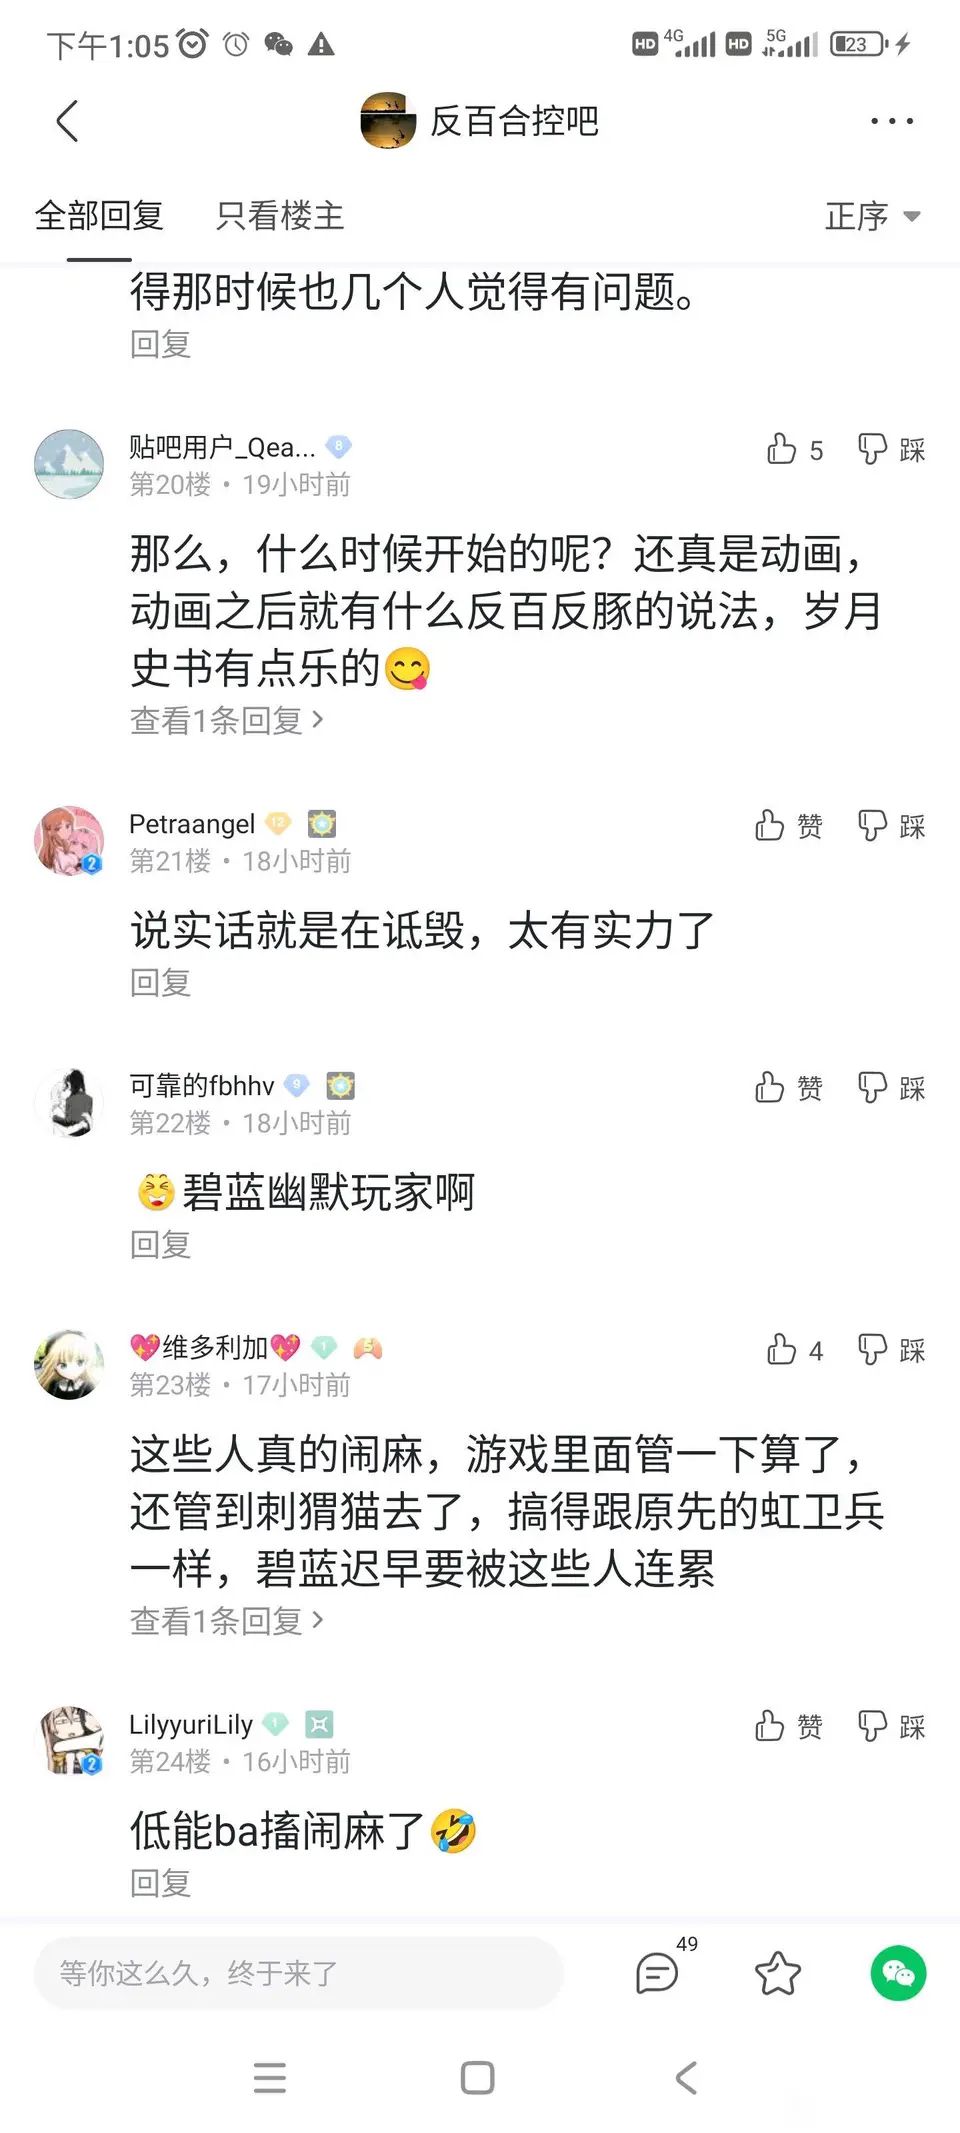 下午1:05
HD 4G HD 5G 23
反百合控吧
全部回复 只看楼主 正序
得那时候也几个人觉得有问题。
回复
贴吧用户_Qea... 8
5 踩
第20楼 · 19小时前
那么，什么时候开始的呢？还真是动画，
动画之后就有什么反百反豚的说法，岁月
史书有点乐的😋
查看1条回复 >
Petraangel 12
赞 踩
2
第21楼 · 18小时前
说实话就是在诋毁，太有实力了
回复
可靠的fbhhv 9
赞 踩
第22楼 · 18小时前
😆碧蓝幽默玩家啊
回复
💖维多利加💖 1 5
4 踩
第23楼 · 17小时前
这些人真的闹麻，游戏里面管一下算了，
还管到刺猬猫去了，搞得跟原先的虹卫兵
一样，碧蓝迟早要被这些人连累
查看1条回复 >
LilyyuriLily 1
赞 踩
2
第24楼 · 16小时前
低能ba搐闹麻了🤣
回复
等你这么久，终于来了
49